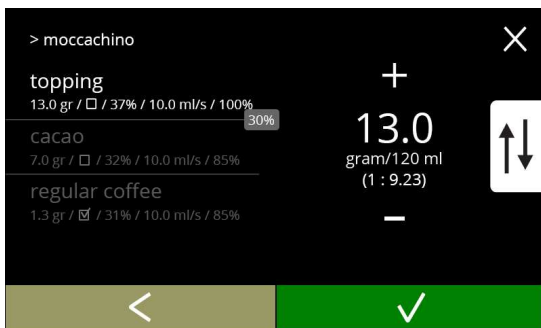 > moccachino
topping
13.0 gr / ☐ / 37% / 10.0 ml/s / 100%
30%
cacao
7.0 gr / ☐ / 32% / 10.0 ml/s / 85%
regular coffee
1.3 gr / ☑ / 31% / 10.0 ml/s / 85%
+
13.0
gram/120 ml
(1 : 9.23)
−